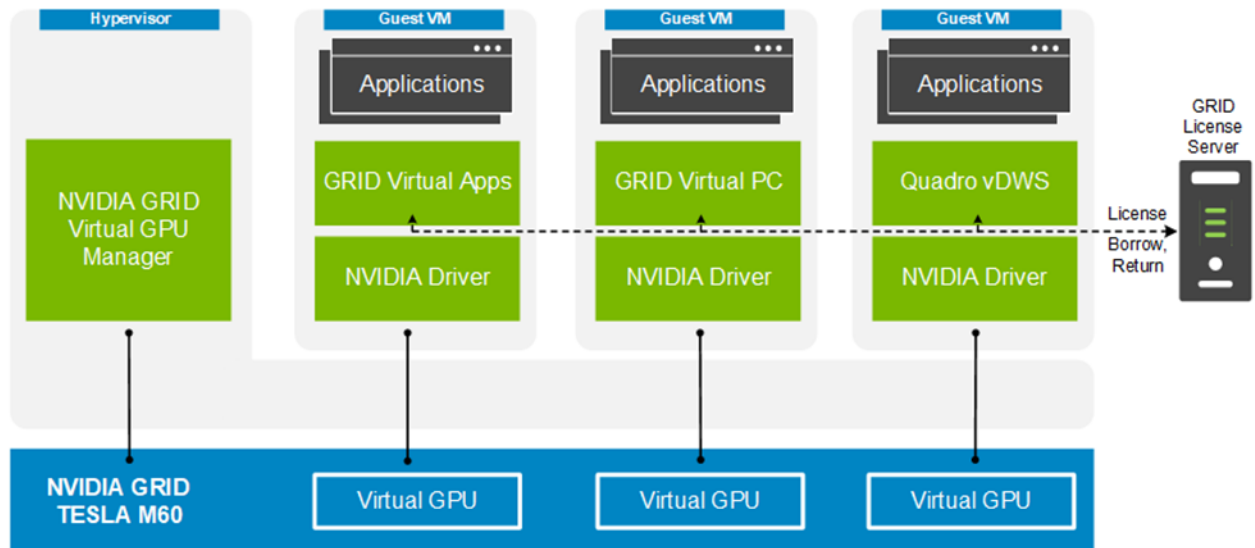 Hypervisor
Guest VM
Guest VM
Guest VM
Applications
Applications
Applications
GRID
License
Server
NVIDIA GRID
Virtual GPU
Manager
GRID Virtual Apps
GRID Virtual PC
Quadro vDWS
License
Borrow,
Return
NVIDIA Driver
NVIDIA Driver
NVIDIA Driver
NVIDIA GRID
TESLA M60
Virtual GPU
Virtual GPU
Virtual GPU